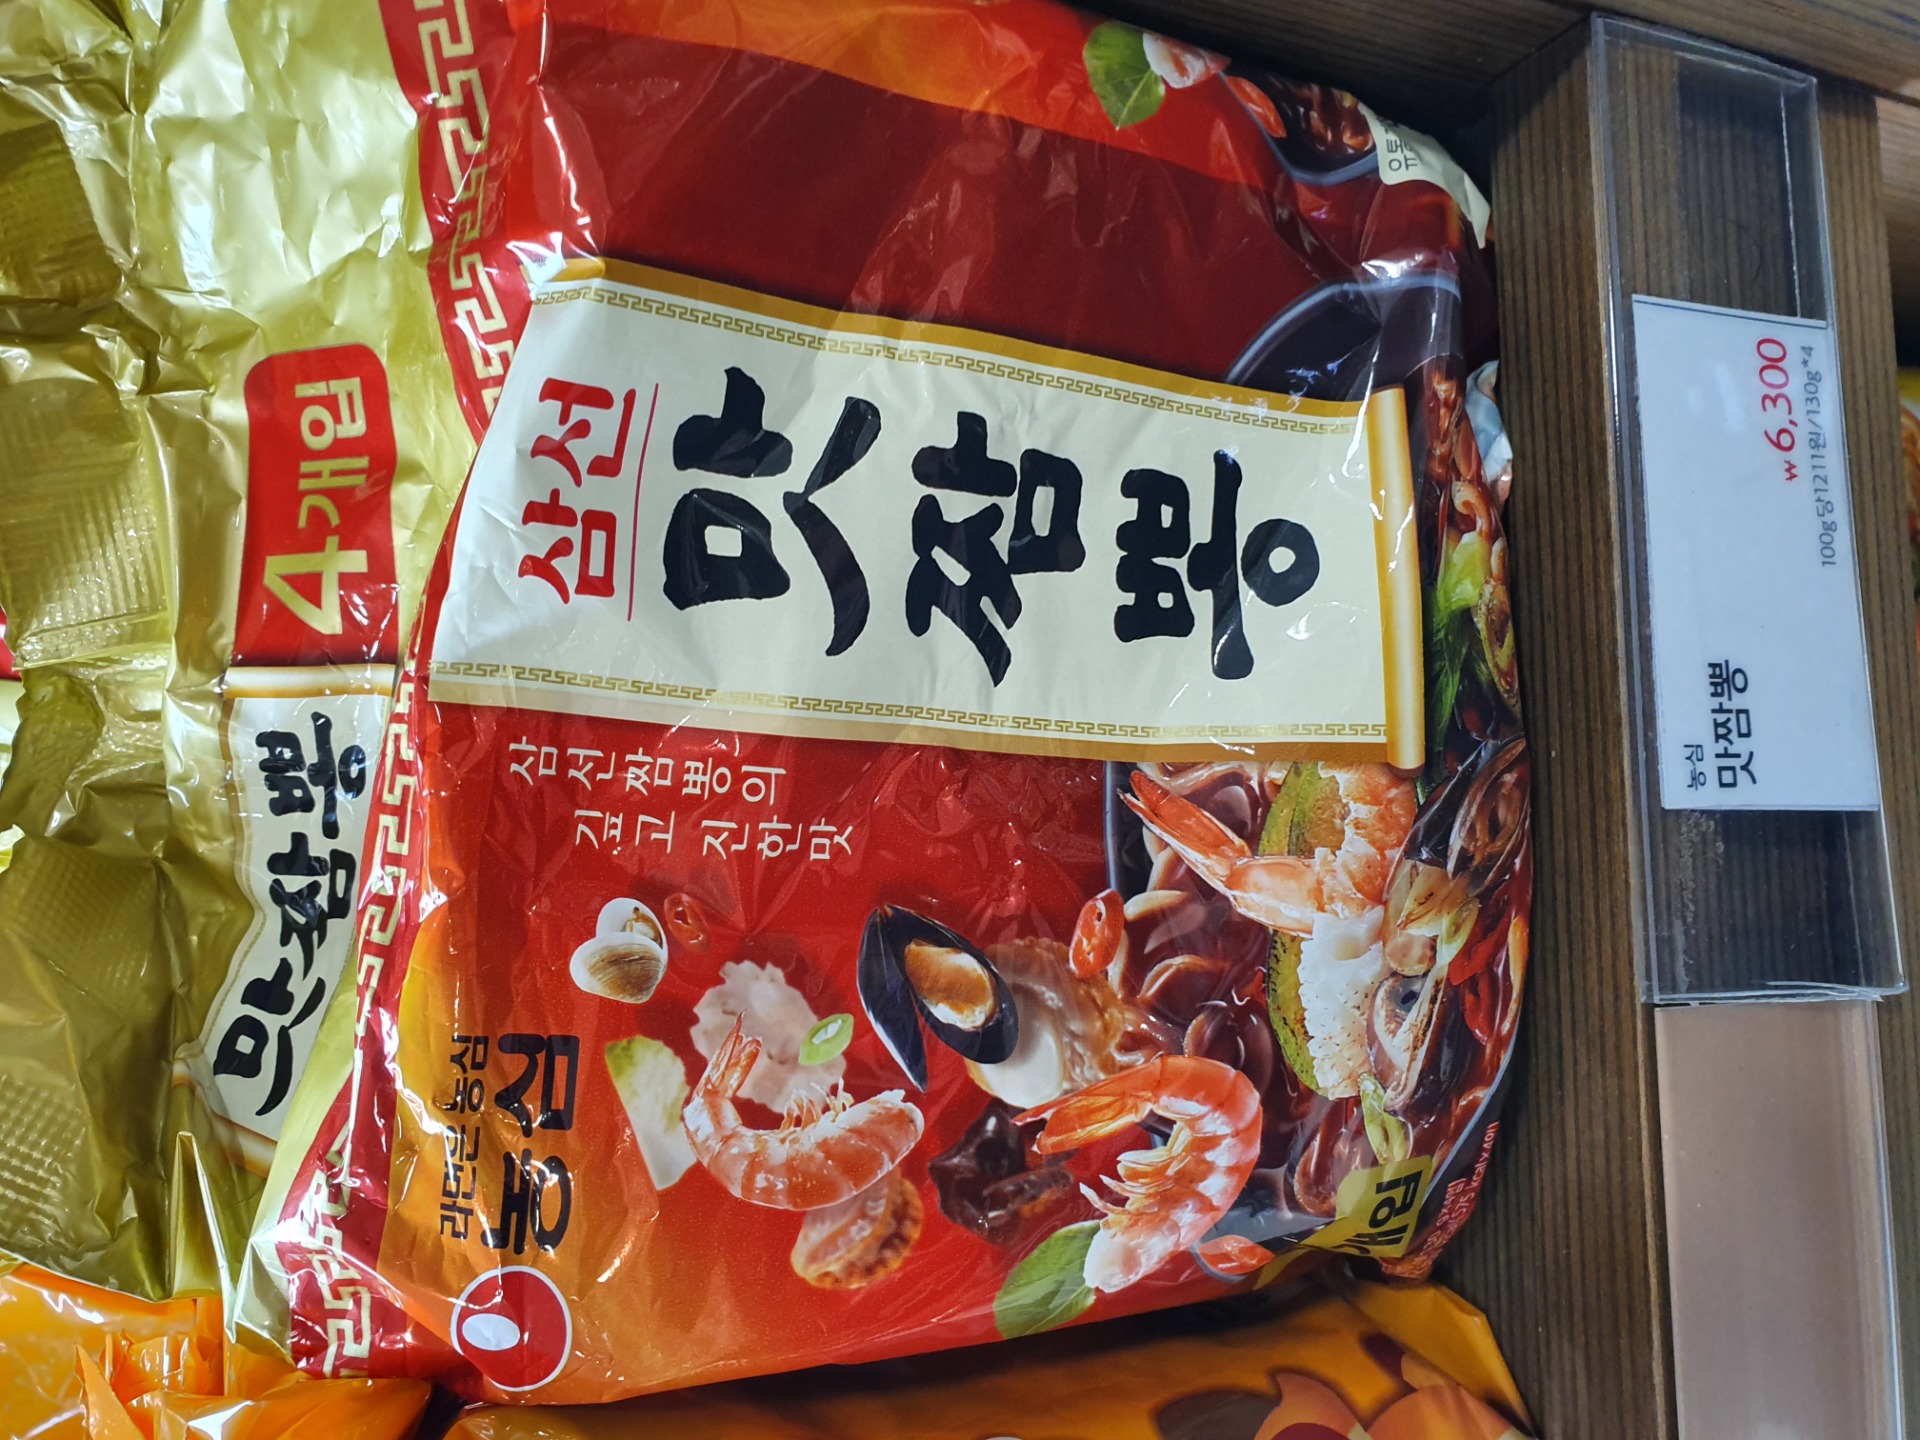 4개입
맛짬뽕
삼선
맛짬뽕
삼선짬뽕의
깊고 진한 맛
라면은 농심
농심
개입
농심
맛짬뽕
₩6,300
100g당1211원/130g*4